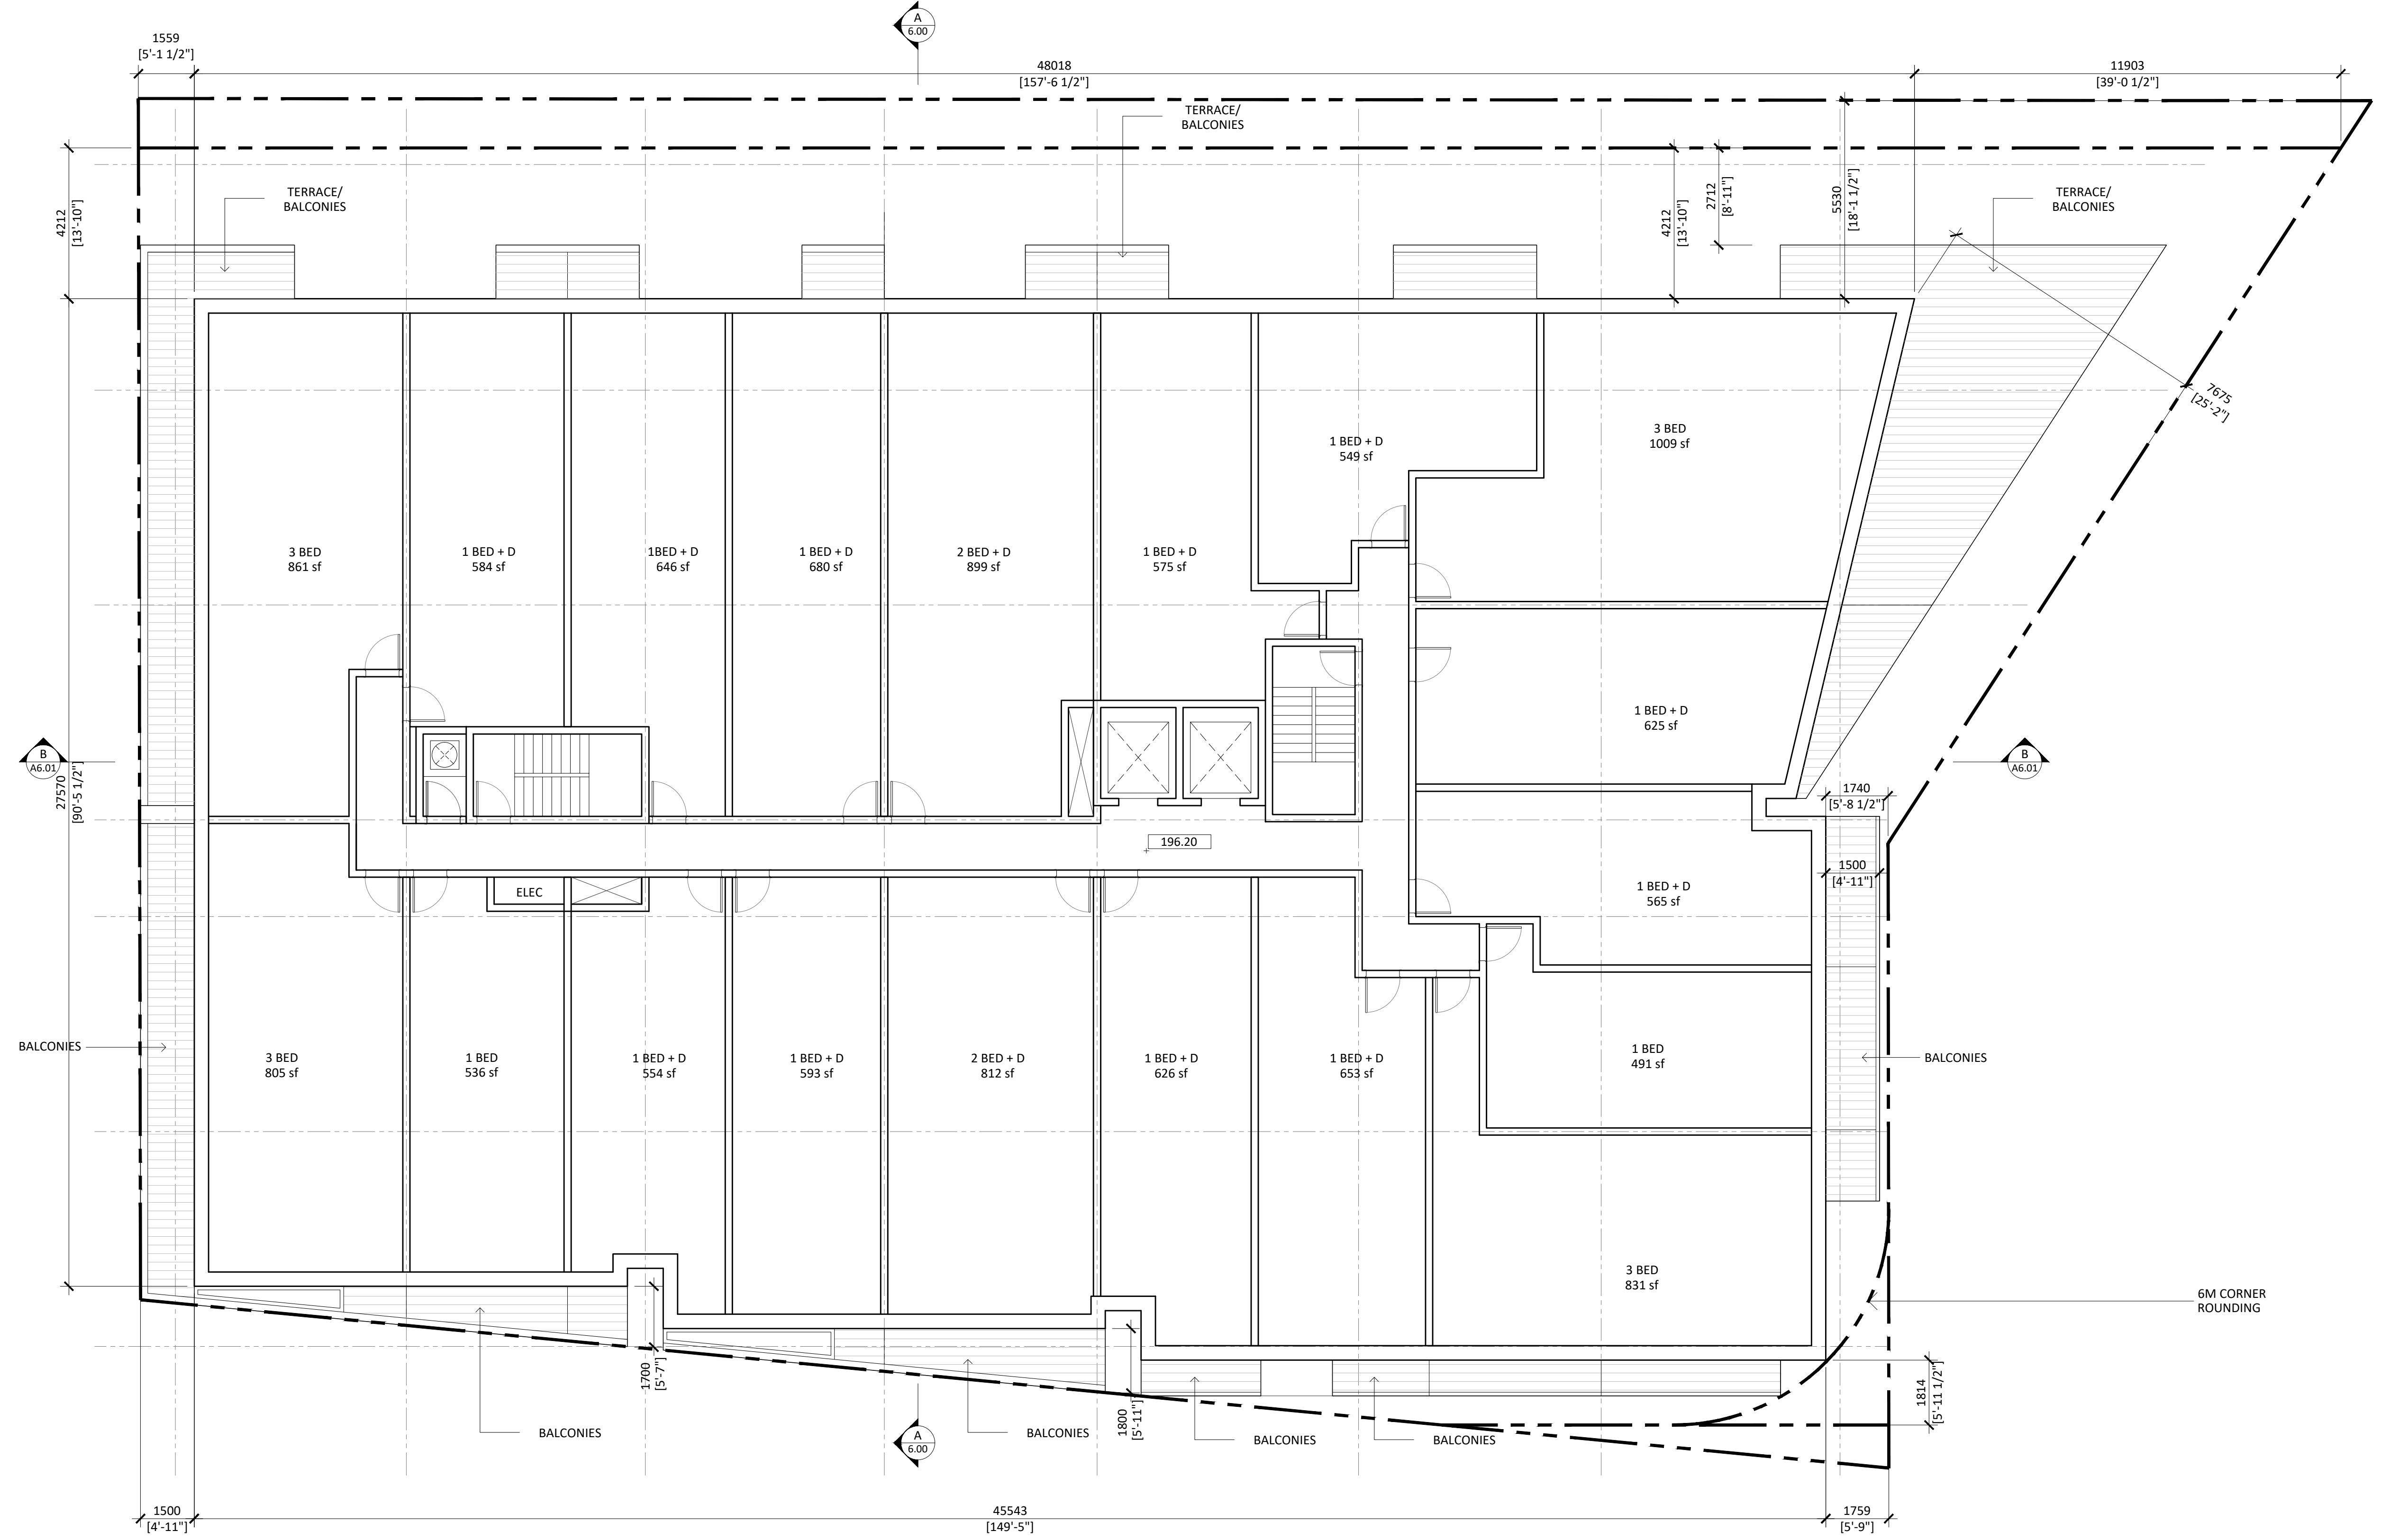 A
6.00
1559
[5'-1 1/2"]
48018
[157'-6 1/2"]
11903
[39'-0 1/2"]
TERRACE/
BALCONIES
4212
[13'-10"]
TERRACE/
BALCONIES
4212
[13'-10"]
2712
[8'-11"]
5530
[18'-1 1/2"]
TERRACE/
BALCONIES
7675
[25'-2"]
3 BED
1009 sf
1 BED + D
549 sf
3 BED
861 sf
1 BED + D
584 sf
1BED + D
646 sf
1 BED + D
680 sf
2 BED + D
899 sf
1 BED + D
575 sf
1 BED + D
625 sf
B
A6.01
27570
[90'-5 1/2"]
B
A6.01
1740
[5'-8 1/2"]
196.20
1500
[4'-11"]
ELEC
1 BED + D
565 sf
BALCONIES
3 BED
805 sf
1 BED
536 sf
1 BED + D
554 sf
1 BED + D
593 sf
2 BED + D
812 sf
1 BED + D
626 sf
1 BED + D
653 sf
1 BED
491 sf
BALCONIES
3 BED
831 sf
6M CORNER
ROUNDING
1700
[5'-7"]
1800
[5'-11"]
1814
[5'-11 1/2"]
BALCONIES
A
6.00
BALCONIES
BALCONIES
BALCONIES
1500
[4'-11"]
45543
[149'-5"]
1759
[5'-9"]